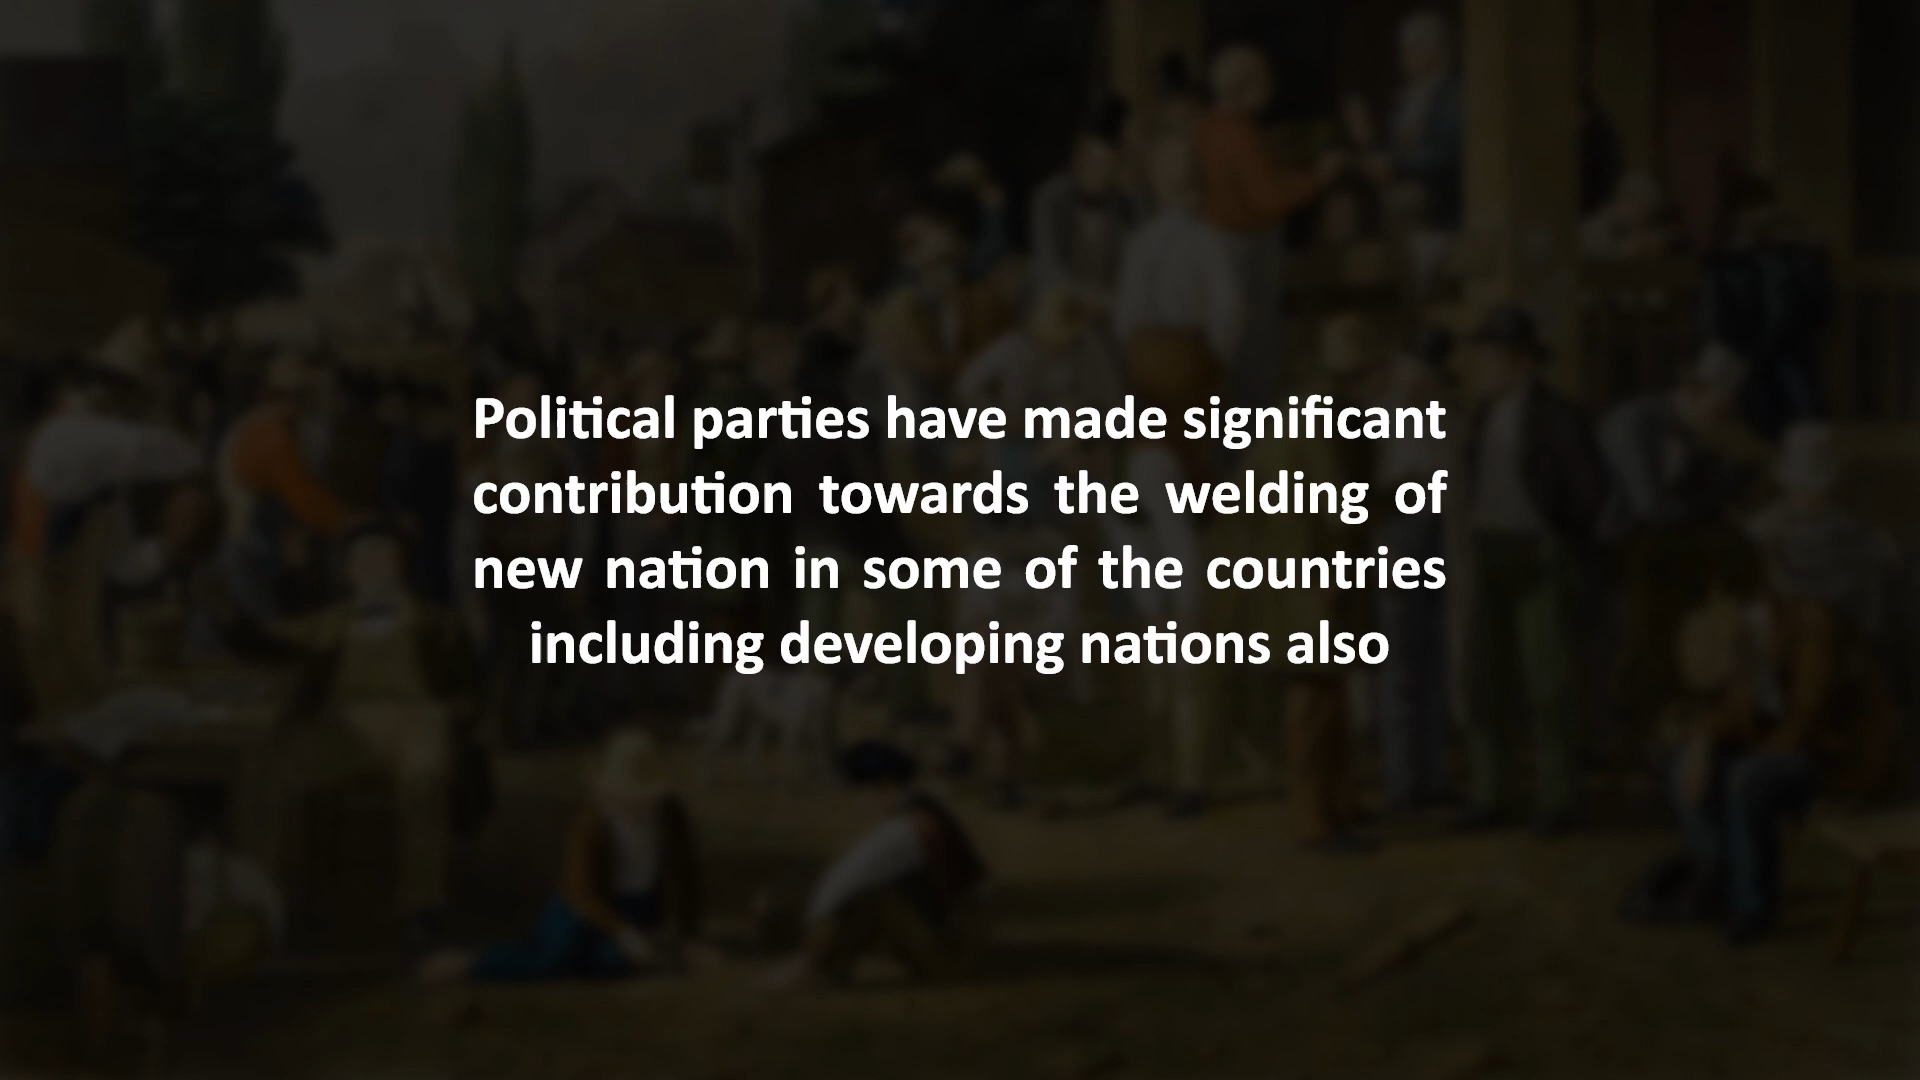 Political parties have made significant
contribution towards the welding of
new nation in some of the countries
including developing nations also